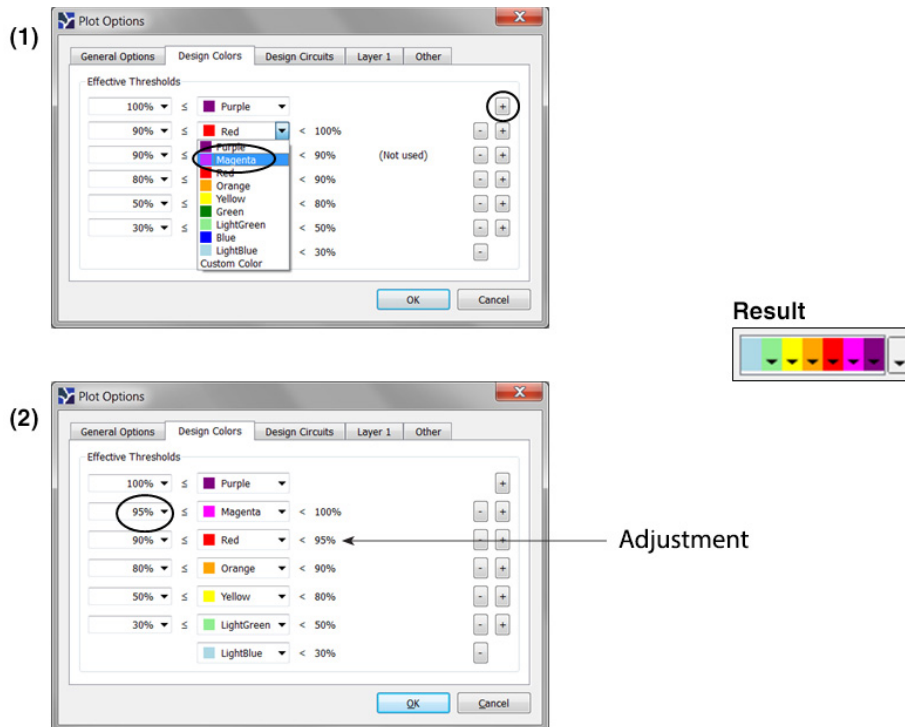 (1)
Plot Options
General Options Design Colors Design Circuits Layer 1 Other
Effective Thresholds
100% ≤ Purple +
90% ≤ Red < 100% - +
Purple
90% ≤ Magenta < 90% (Not used) - +
Red
80% ≤ Orange < 90% - +
Yellow
50% ≤ Green < 80% - +
LightGreen
30% ≤ Blue < 50% - +
LightBlue < 30% -
Custom Color
OK Cancel
Result
(2)
Plot Options
General Options Design Colors Design Circuits Layer 1 Other
Effective Thresholds
100% ≤ Purple +
95% ≤ Magenta < 100% - +
90% ≤ Red < 95% - + Adjustment
80% ≤ Orange < 90% - +
50% ≤ Yellow < 80% - +
30% ≤ LightGreen < 50% - +
LightBlue < 30% -
OK Cancel